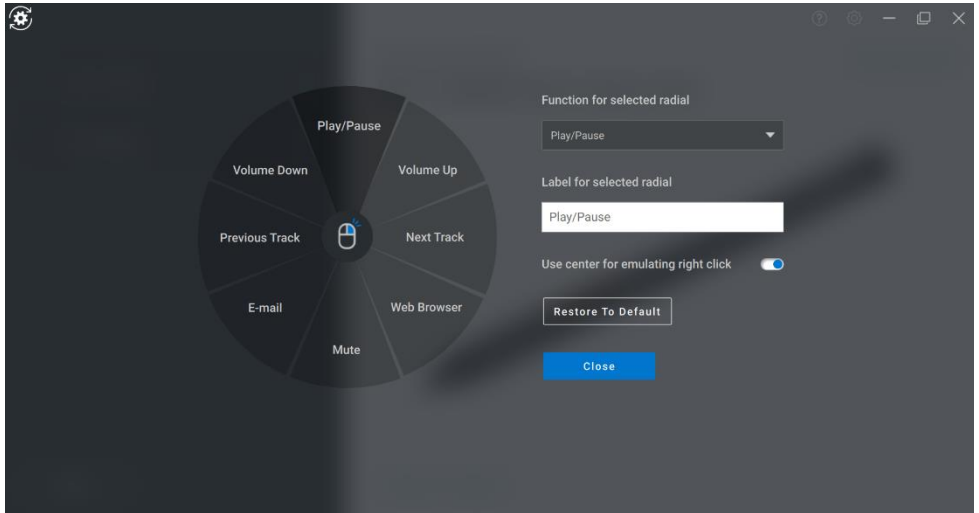 Play/Pause
Volume Down
Volume Up
Previous Track
Next Track
E-mail
Web Browser
Mute
Function for selected radial
Play/Pause
Label for selected radial
Play/Pause
Use center for emulating right click
Restore To Default
Close